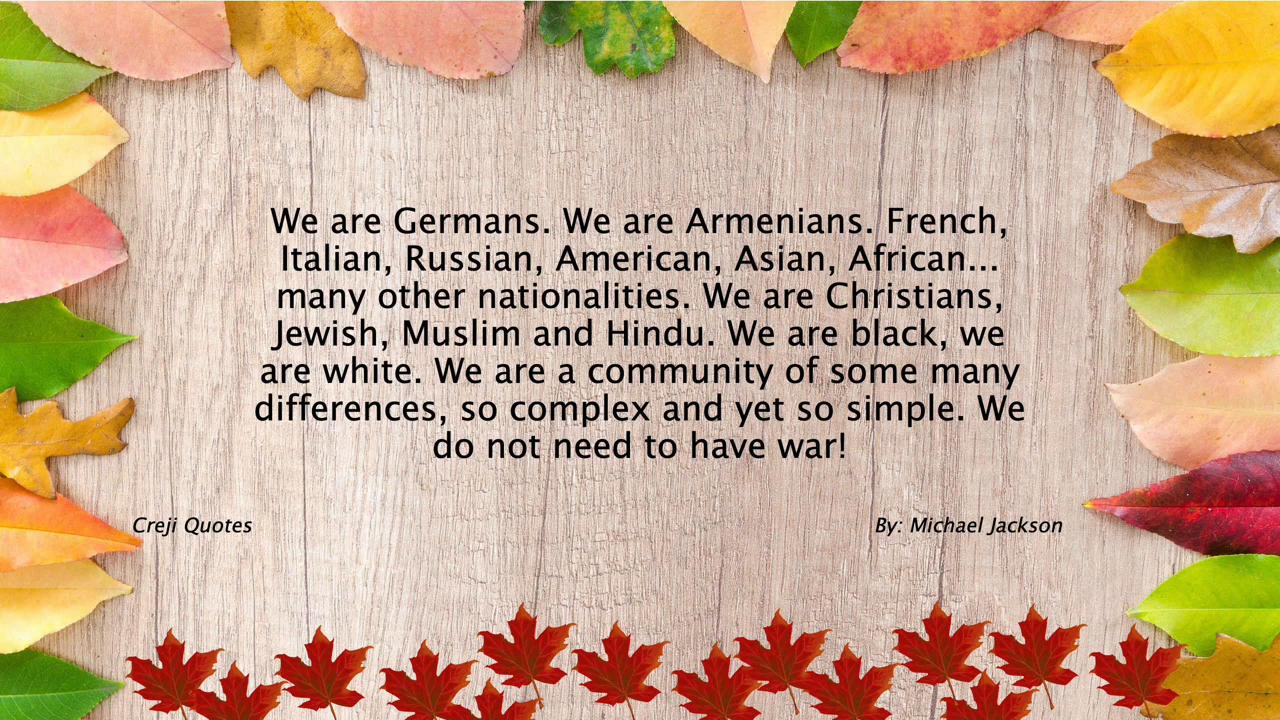 We are Germans. We are Armenians. French,
Italian, Russian, American, Asian, African...
many other nationalities. We are Christians,
Jewish, Muslim and Hindu. We are black, we
are white. We are a community of some many
differences, so complex and yet so simple. We
do not need to have war!
Creji Quotes
By: Michael Jackson